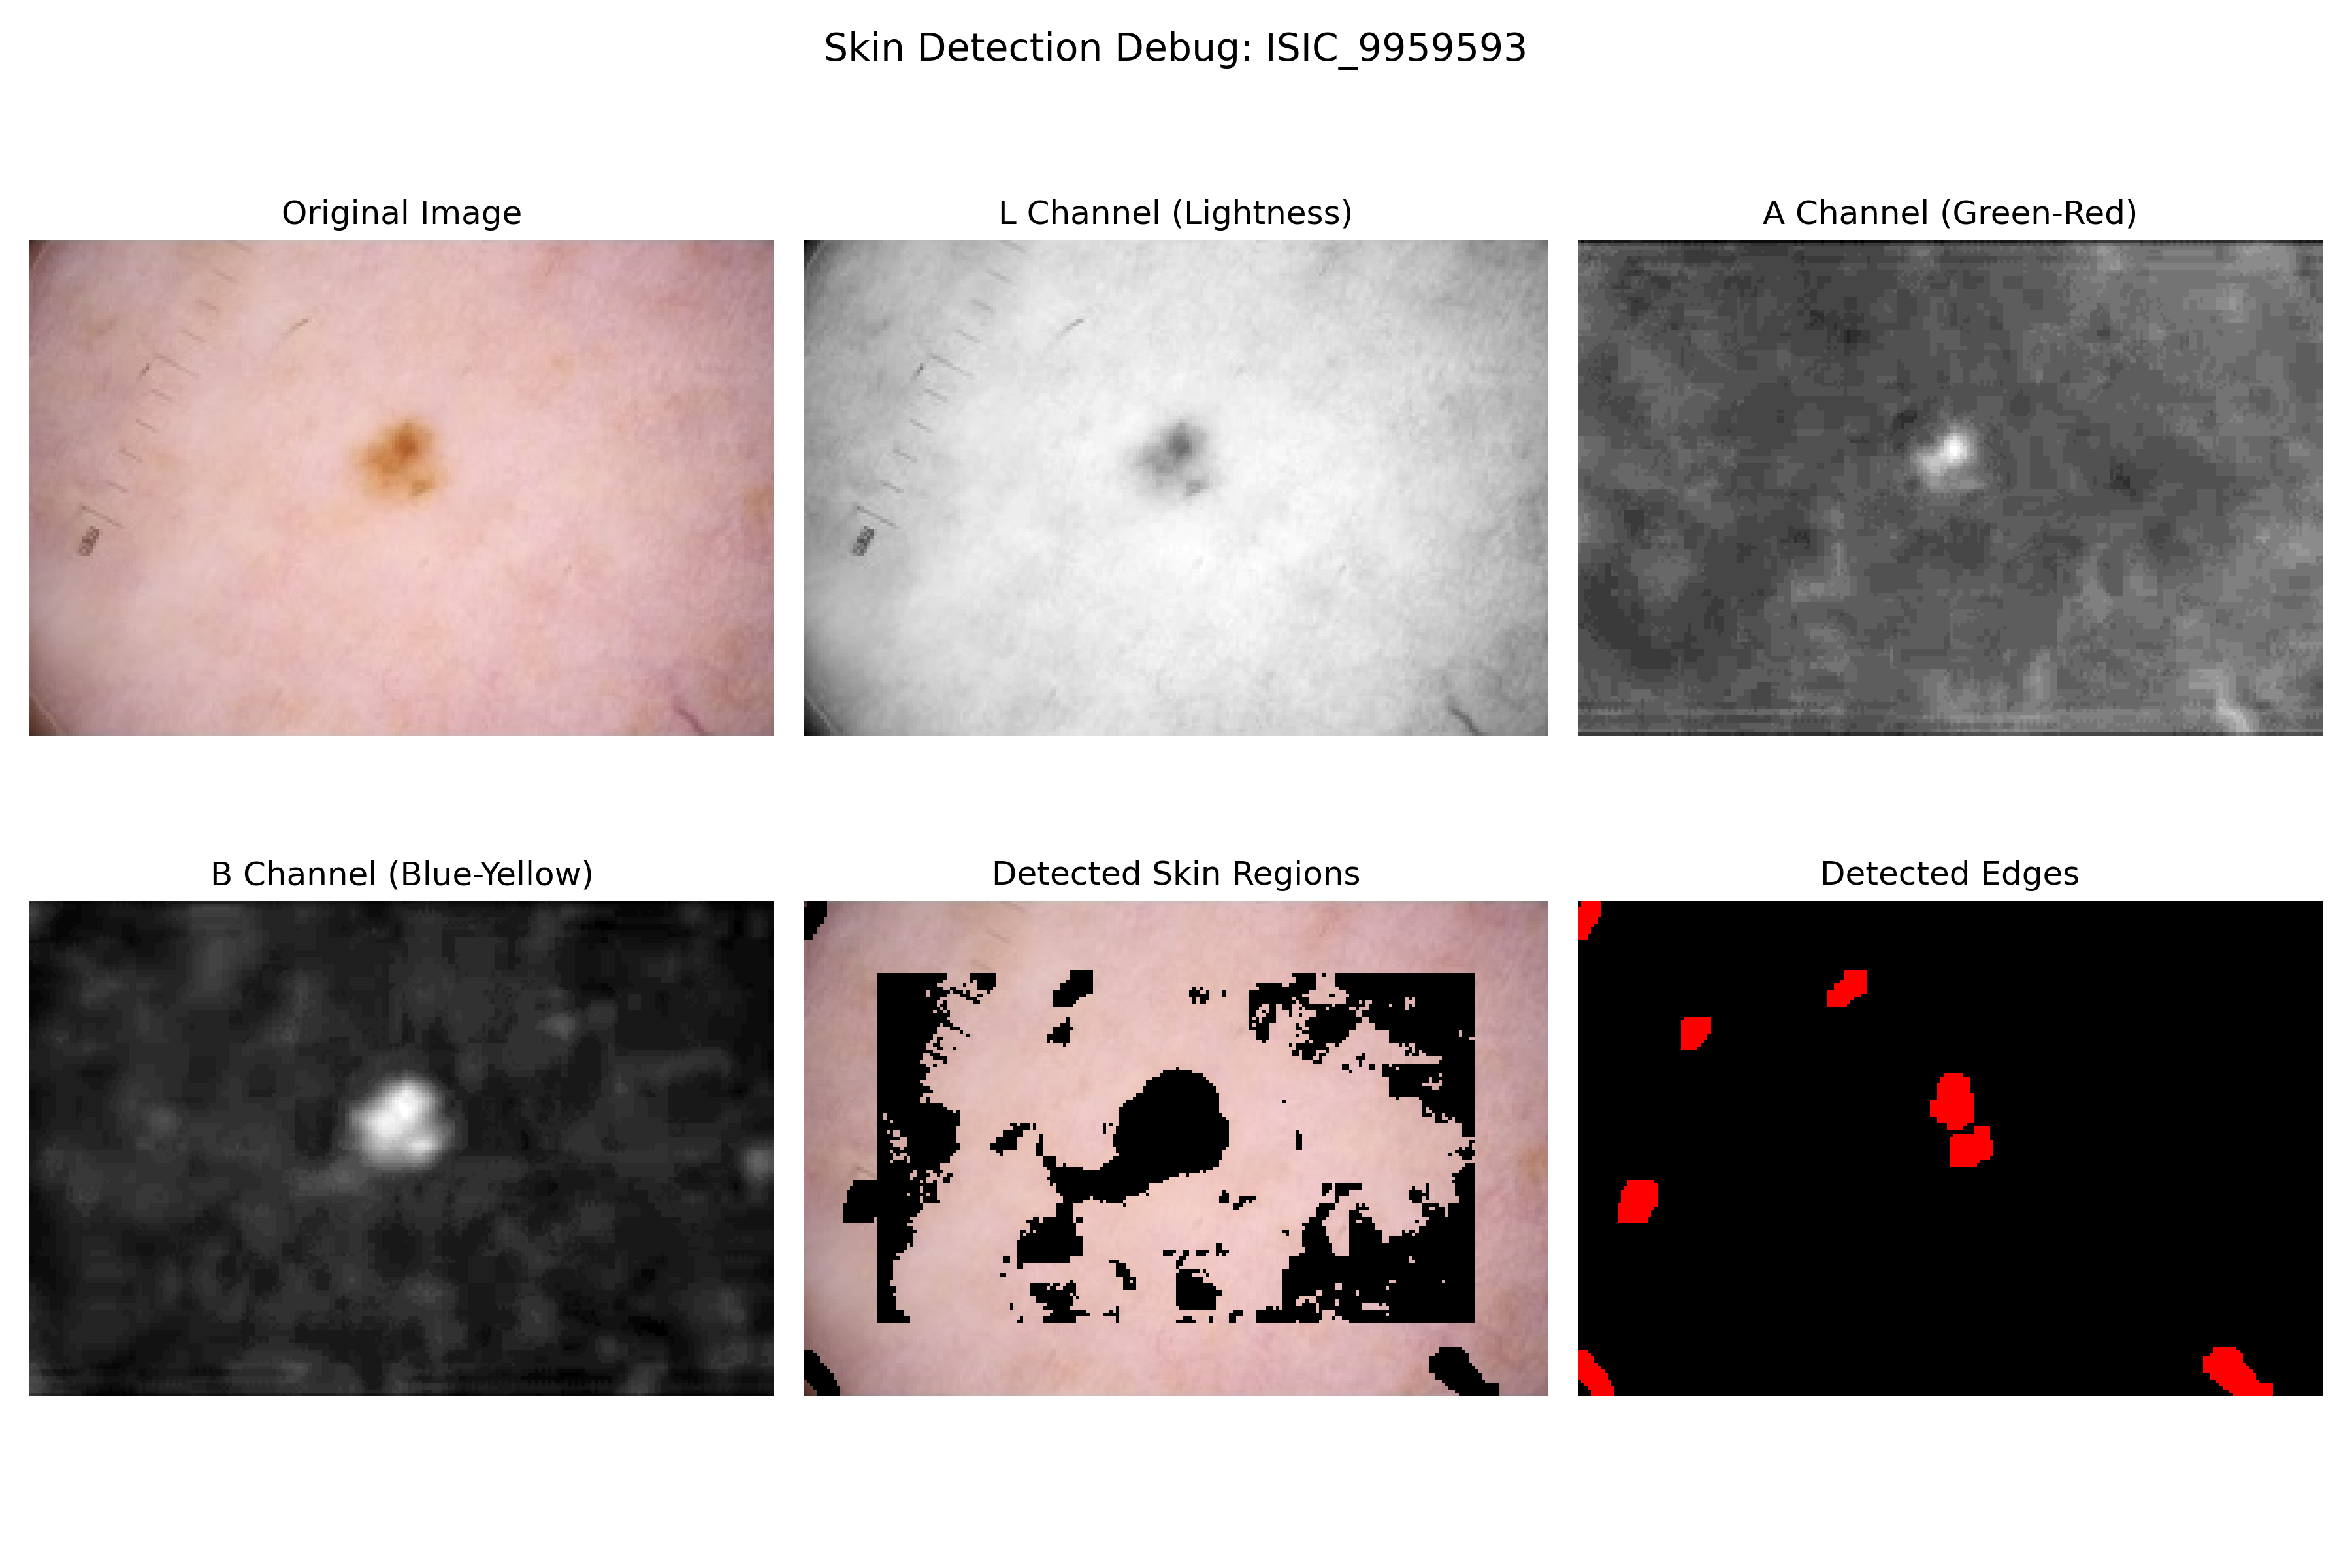 Skin Detection Debug: ISIC_9959593
Original Image
L Channel (Lightness)
A Channel (Green-Red)
B Channel (Blue-Yellow)
Detected Skin Regions
Detected Edges